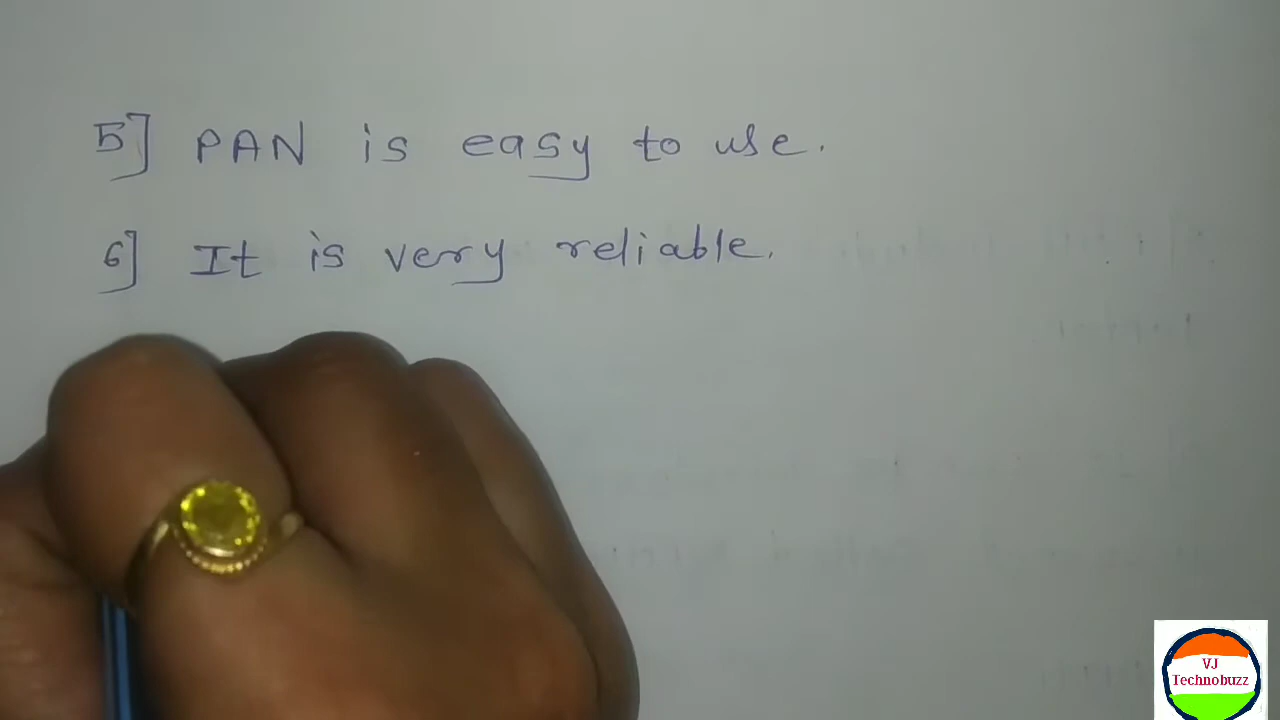 5] PAN is easy to use.
6] It is very reliable.
VJ
Technobuzz